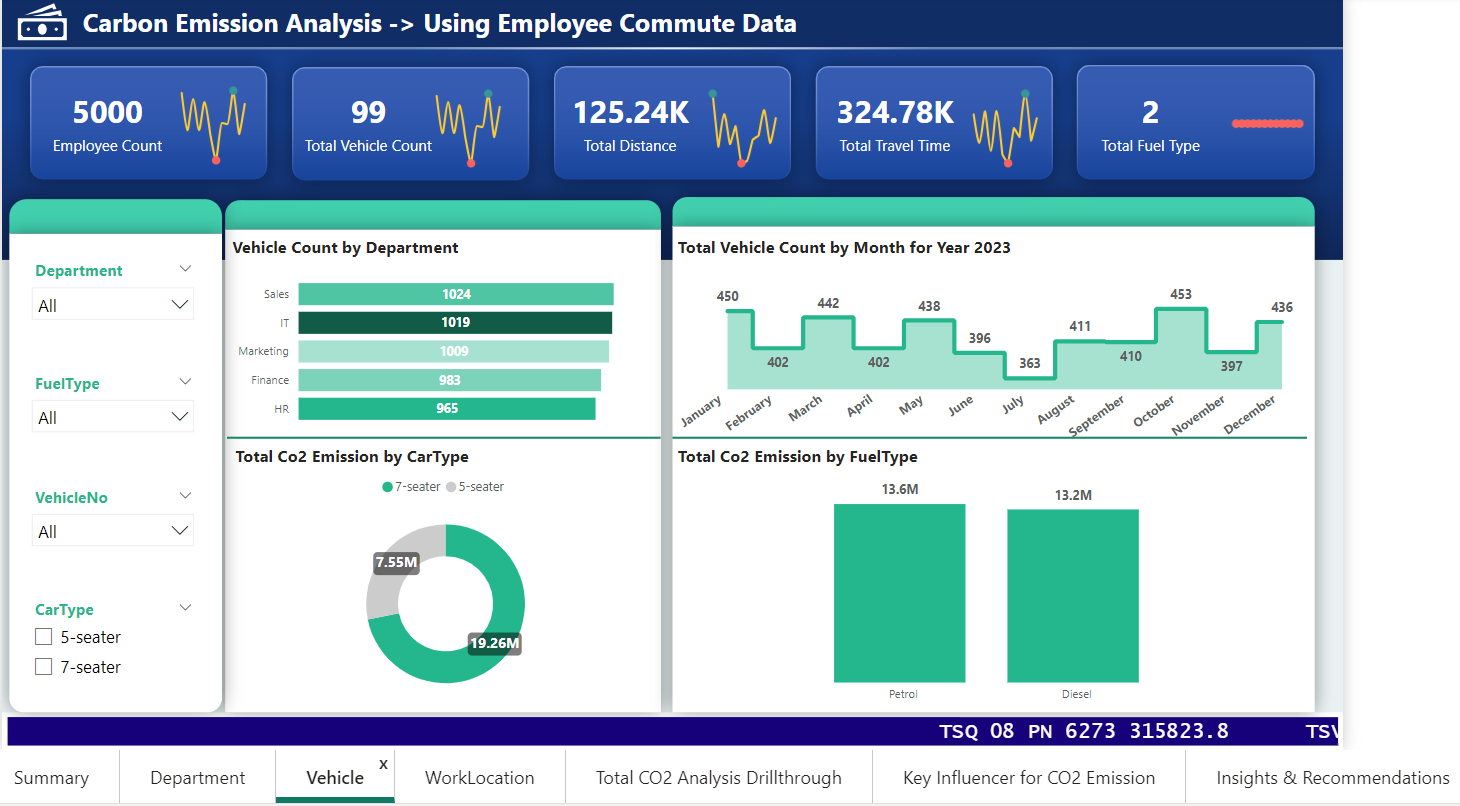 Carbon Emission Analysis -> Using Employee Commute Data
5000
Employee Count
99
Total Vehicle Count
125.24K
Total Distance
324.78K
Total Travel Time
2
Total Fuel Type
Department
All
FuelType
All
VehicleNo
All
CarType
5-seater
7-seater
Vehicle Count by Department
Sales 1024
IT 1019
Marketing 1009
Finance 983
HR 965
Total Vehicle Count by Month for Year 2023
450 402 442 402 438 396 363 411 410 453 397 436
January February March April May June July August September October November December
Total Co2 Emission by CarType
7-seater 5-seater
7.55M
19.26M
Total Co2 Emission by FuelType
13.6M 13.2M
Petrol Diesel
TSQ 08 PN 6273 315823.8
Summary Department Vehicle x WorkLocation Total CO2 Analysis Drillthrough Key Influencer for CO2 Emission Insights & Recommendations